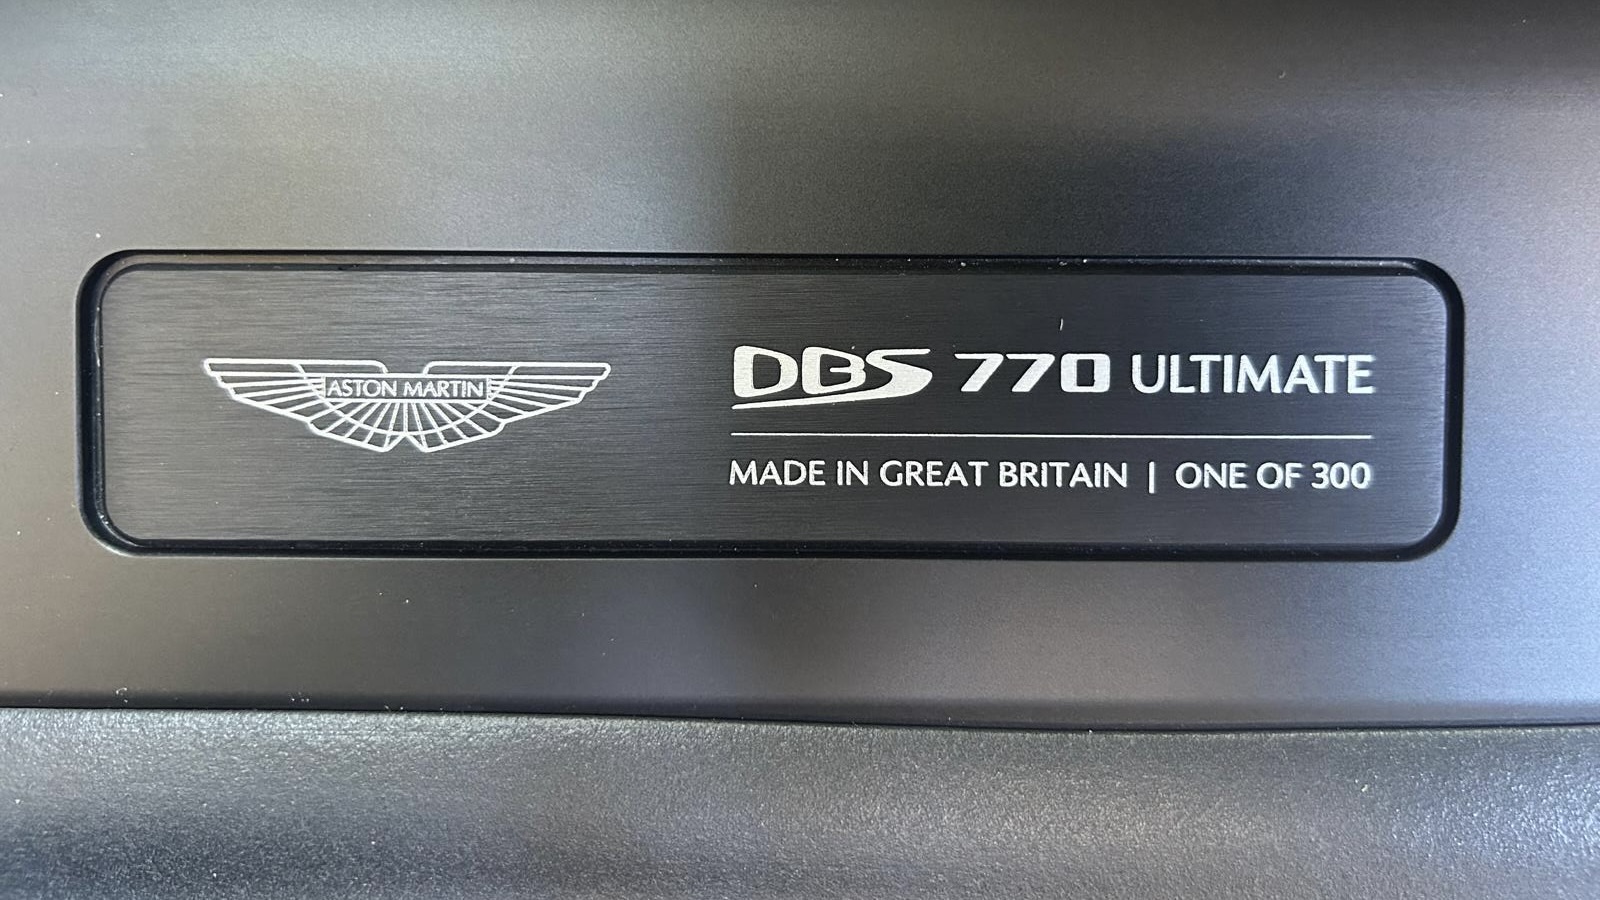 ASTON MARTIN
DBS 770 ULTIMATE
MADE IN GREAT BRITAIN | ONE OF 300